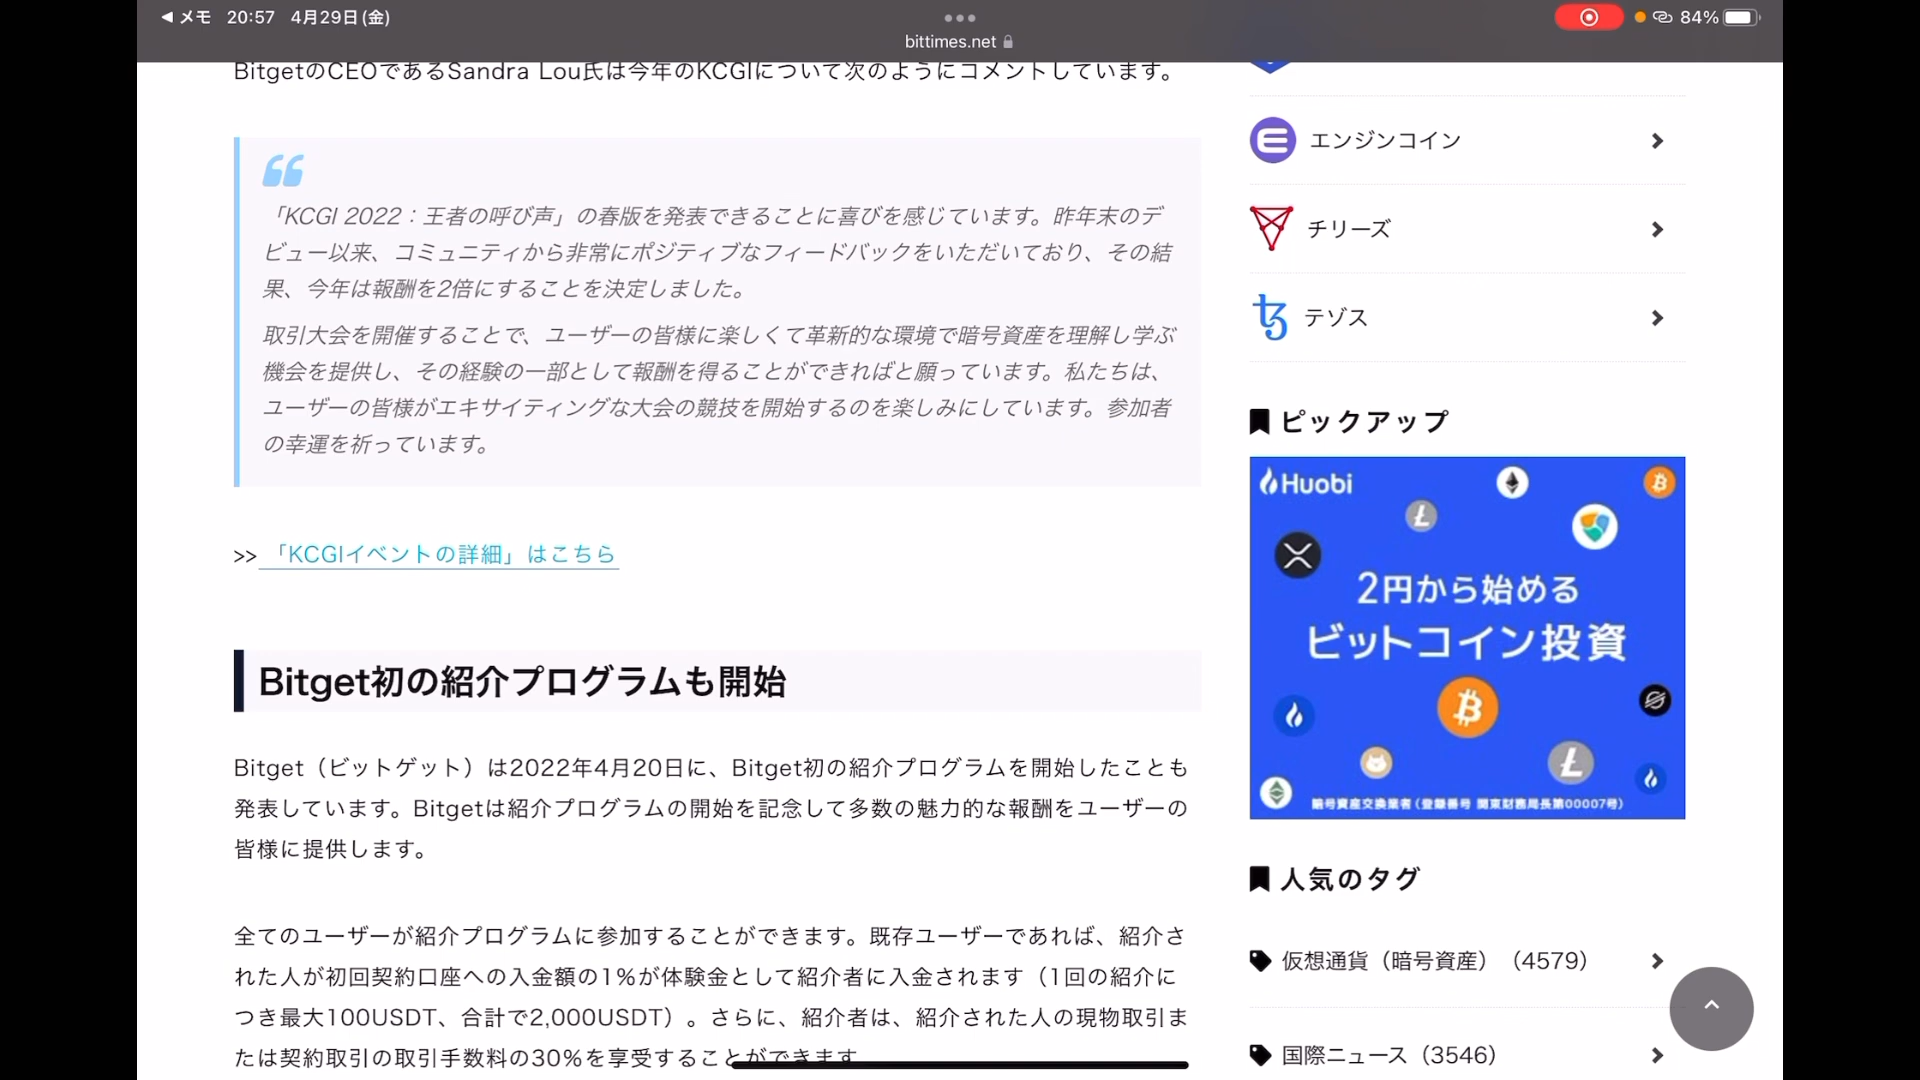 ◀ メモ 20:57 4月29日(金)
84%
bittimes.net
BitgetのCEOであるSandra Lou氏は今年のKCGIについて次のようにコメントしています。
「KCGI 2022：王者の呼び声」の春版を発表できることに喜びを感じています。昨年末のデ
ビュー以来、コミュニティから非常にポジティブなフィードバックをいただいており、その結
果、今年は報酬を2倍にすることを決定しました。
取引大会を開催することで、ユーザーの皆様に楽しくて革新的な環境で暗号資産を理解し学ぶ
機会を提供し、その経験の一部として報酬を得ることができればと願っています。私たちは、
ユーザーの皆様がエキサイティングな大会の競技を開始するのを楽しみにしています。参加者
の幸運を祈っています。
>> 「KCGIイベントの詳細」はこちら
Bitget初の紹介プログラムも開始
Bitget（ビットゲット）は2022年4月20日に、Bitget初の紹介プログラムを開始したことも
発表しています。Bitgetは紹介プログラムの開始を記念して多数の魅力的な報酬をユーザーの
皆様に提供します。
全てのユーザーが紹介プログラムに参加することができます。既存ユーザーであれば、紹介さ
れた人が初回契約口座への入金額の1%が体験金として紹介者に入金されます（1回の紹介に
つき最大100USDT、合計で2,000USDT）。さらに、紹介者は、紹介された人の現物取引ま
たは契約取引の取引手数料の30%を享受することができます
エンジンコイン
チリーズ
テゾス
ピックアップ
Huobi
2円から始める
ビットコイン投資
暗号資産交換業者（登録番号 関東財務局長第00007号）
人気のタグ
仮想通貨（暗号資産）（4579）
国際ニュース（3546）